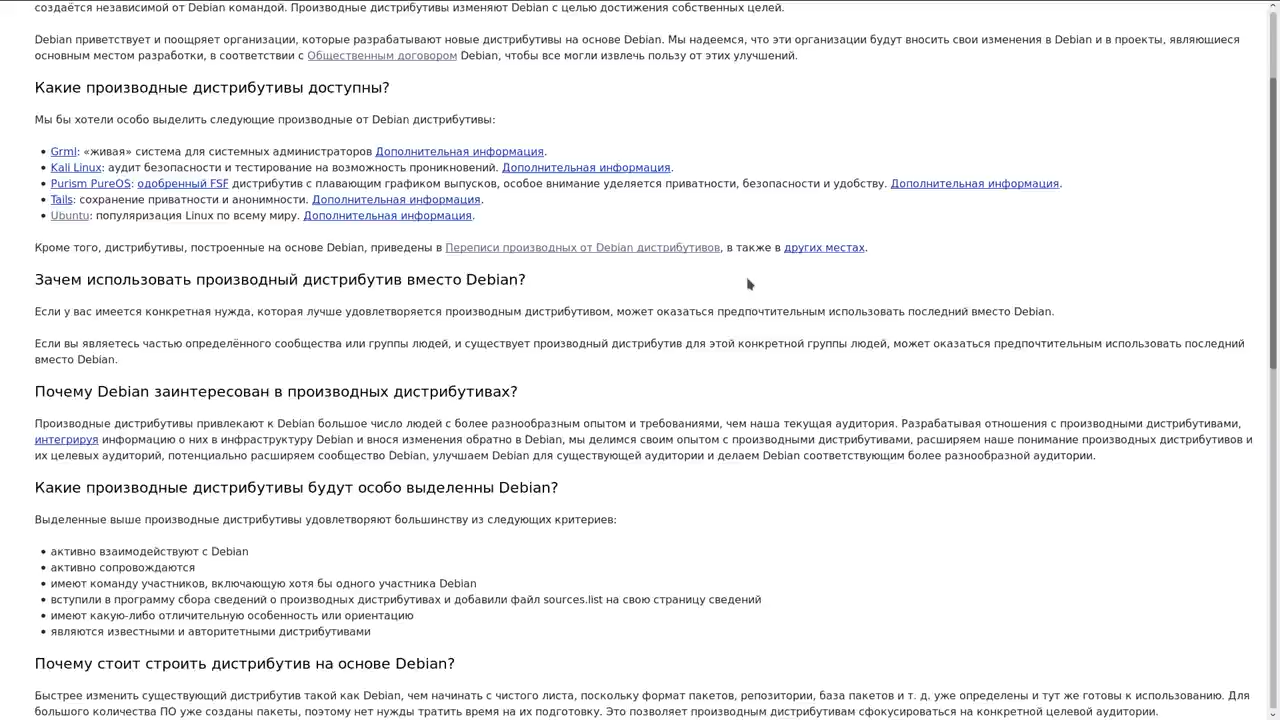 создаётся независимой от Debian командой. Производные дистрибутивы изменяют Debian с целью достижения собственных целей.
Debian приветствует и поощряет организации, которые разрабатывают новые дистрибутивы на основе Debian. Мы надеемся, что эти организации будут вносить свои изменения в Debian и в проекты, являющиеся
основным местом разработки, в соответствии с Общественным договором Debian, чтобы все могли извлечь пользу от этих улучшений.
Какие производные дистрибутивы доступны?
Мы бы хотели особо выделить следующие производные от Debian дистрибутивы:
• Grml: «живая» система для системных администраторов Дополнительная информация.
• Kali Linux: аудит безопасности и тестирование на возможность проникновений. Дополнительная информация.
• Purism PureOS: одобренный FSF дистрибутив с плавающим графиком выпусков, особое внимание уделяется приватности, безопасности и удобству. Дополнительная информация.
• Tails: сохранение приватности и анонимности. Дополнительная информация.
• Ubuntu: популяризация Linux по всему миру. Дополнительная информация.
Кроме того, дистрибутивы, построенные на основе Debian, приведены в Переписи производных от Debian дистрибутивов, в также в других местах.
Зачем использовать производный дистрибутив вместо Debian?
Если у вас имеется конкретная нужда, которая лучше удовлетворяется производным дистрибутивом, может оказаться предпочтительным использовать последний вместо Debian.
Если вы являетесь частью определённого сообщества или группы людей, и существует производный дистрибутив для этой конкретной группы людей, может оказаться предпочтительным использовать последний
вместо Debian.
Почему Debian заинтересован в производных дистрибутивах?
Производные дистрибутивы привлекают к Debian большое число людей с более разнообразным опытом и требованиями, чем наша текущая аудитория. Разрабатывая отношения с производными дистрибутивами,
интегрируя информацию о них в инфраструктуру Debian и внося изменения обратно в Debian, мы делимся своим опытом с производными дистрибутивами, расширяем наше понимание производных дистрибутивов и
их целевых аудиторий, потенциально расширяем сообщество Debian, улучшаем Debian для существующей аудитории и делаем Debian соответствующим более разнообразной аудитории.
Какие производные дистрибутивы будут особо выделенны Debian?
Выделенные выше производные дистрибутивы удовлетворяют большинству из следующих критериев:
• активно взаимодействуют с Debian
• активно сопровождаются
• имеют команду участников, включающую хотя бы одного участника Debian
• вступили в программу сбора сведений о производных дистрибутивах и добавили файл sources.list на свою страницу сведений
• имеют какую-либо отличительную особенность или ориентацию
• являются известными и авторитетными дистрибутивами
Почему стоит строить дистрибутив на основе Debian?
Быстрее изменить существующий дистрибутив такой как Debian, чем начинать с чистого листа, поскольку формат пакетов, репозитории, база пакетов и т. д. уже определены и тут же готовы к использованию. Для
большого количества ПО уже созданы пакеты, поэтому нет нужды тратить время на их подготовку. Это позволяет производным дистрибутивам сфокусироваться на конкретной целевой аудитории.